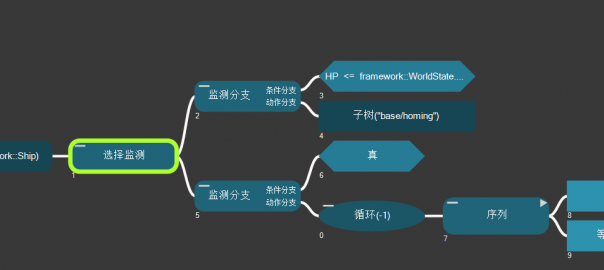 HP <= framework::WorldState....
监测分支
条件分支
动作分支
2
3
子树("base/homing")
4
work::Ship)
选择监测
1
真
监测分支
条件分支
动作分支
5
6
循环(-1)
0
序列
7
8
等
9